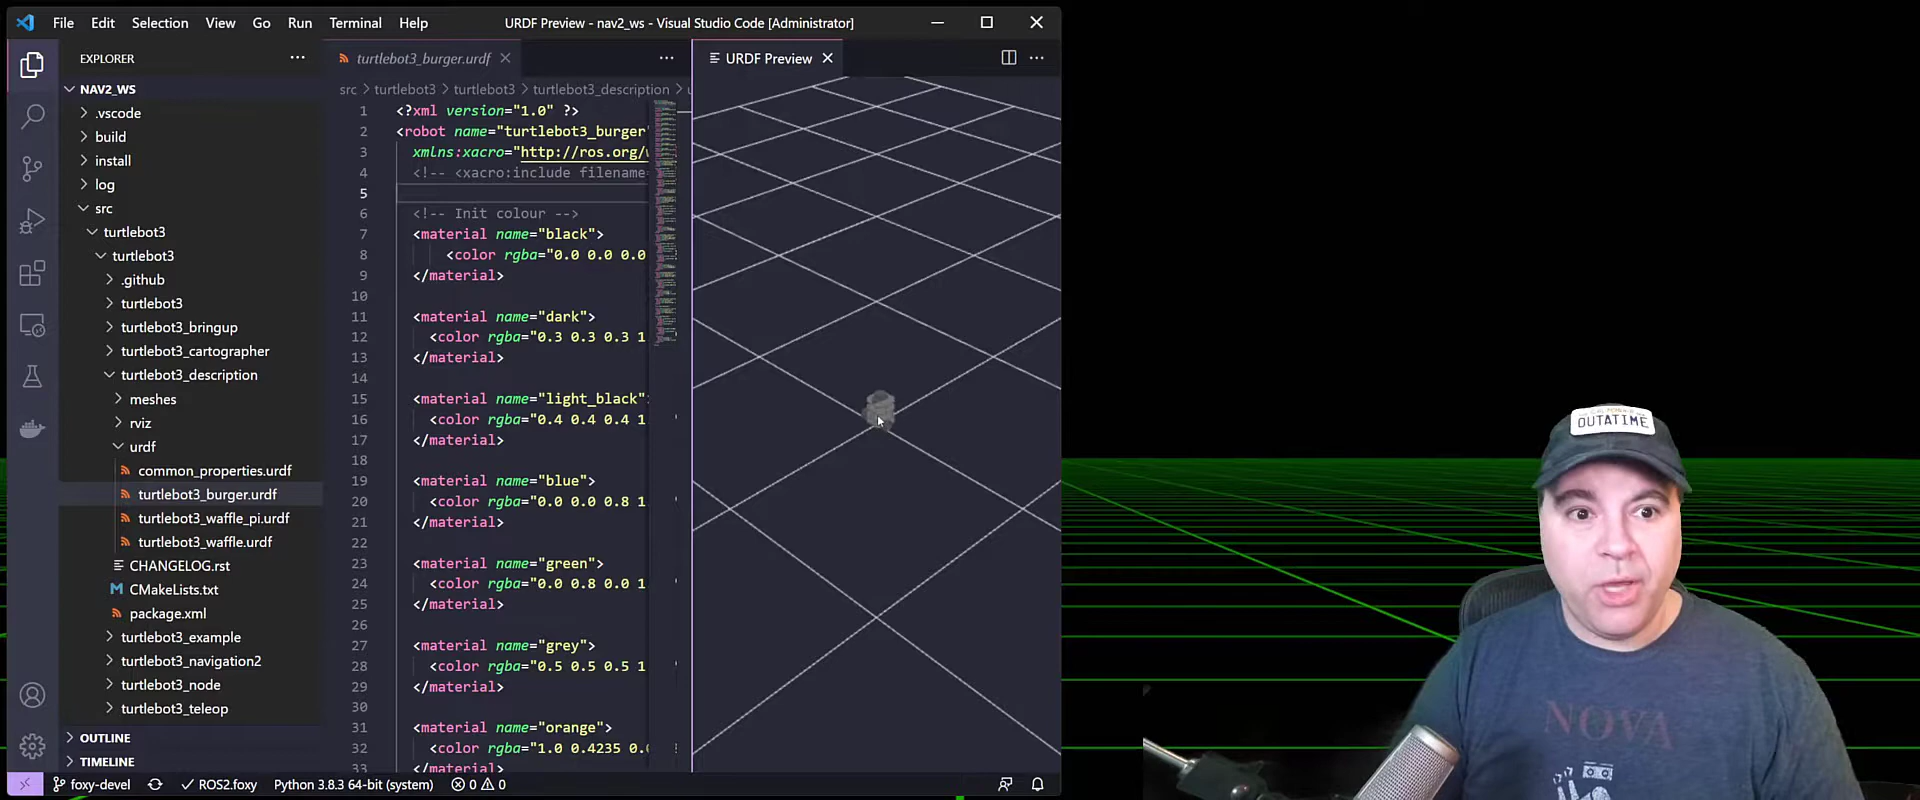 File Edit Selection View Go Run Terminal Help
URDF Preview - nav2_ws - Visual Studio Code [Administrator]
EXPLORER
NAV2_WS
.vscode
build
install
log
src
turtlebot3
turtlebot3
.github
turtlebot3
turtlebot3_bringup
turtlebot3_cartographer
turtlebot3_description
meshes
rviz
urdf
common_properties.urdf
turtlebot3_burger.urdf
turtlebot3_waffle_pi.urdf
turtlebot3_waffle.urdf
CHANGELOG.rst
CMakeLists.txt
package.xml
turtlebot3_example
turtlebot3_navigation2
turtlebot3_node
turtlebot3_teleop
OUTLINE
TIMELINE
turtlebot3_burger.urdf
src > turtlebot3 > turtlebot3 > turtlebot3_description >
1 <?xml version="1.0" ?>
2 <robot name="turtlebot3_burger"
3 xmlns:xacro="http://ros.org/
4 <!-- <xacro:include filename=
5
6 <!-- Init colour -->
7 <material name="black">
8 <color rgba="0.0 0.0 0.0
9 </material>
10
11 <material name="dark">
12 <color rgba="0.3 0.3 0.3 1
13 </material>
14
15 <material name="light_black"
16 <color rgba="0.4 0.4 0.4 1
17 </material>
18
19 <material name="blue">
20 <color rgba="0.0 0.0 0.8 1
21 </material>
22
23 <material name="green">
24 <color rgba="0.0 0.8 0.0 1
25 </material>
26
27 <material name="grey">
28 <color rgba="0.5 0.5 0.5 1
29 </material>
30
31 <material name="orange">
32 <color rgba="1.0 0.4235 0.
33 </material>
URDF Preview
foxy-devel ROS2.foxy Python 3.8.3 64-bit (system) 0 0
OUTATIME
NOVA